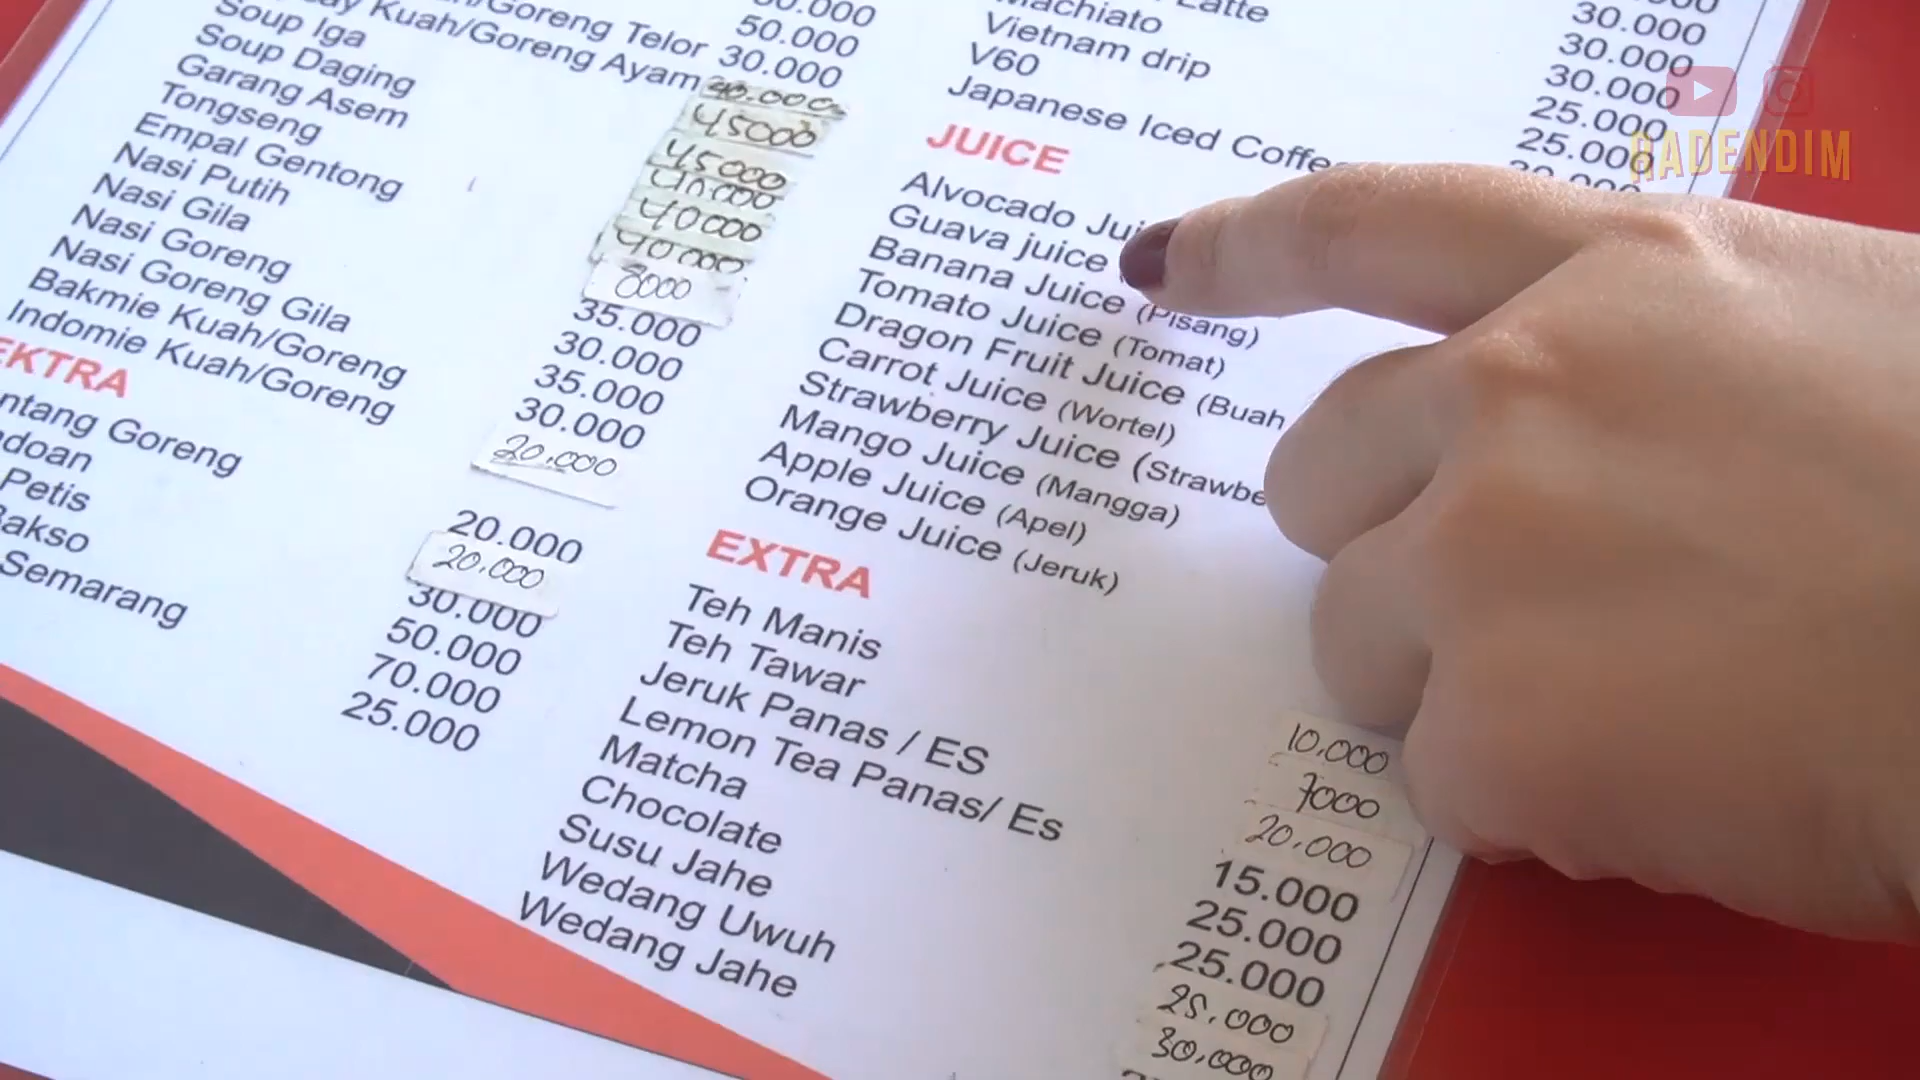 Goreng Telor
Kuah/Goreng Ayam
Soup Iga
Soup Daging
Garang Asem
Tongseng
Empal Gentong
Nasi Putih
Nasi Gila
Nasi Goreng
Nasi Goreng Gila
Bakmie Kuah/Goreng
Indomie Kuah/Goreng
50.000
30.000
40.000
45000
45000
40000
40000
40000
8000
35.000
30.000
35.000
30.000
20.000
EKTRA
ntang Goreng
doan
Petis
Bakso
Semarang
20.000
20.000
30.000
50.000
70.000
25.000
Latte
Machiato
Vietnam drip
V60
Japanese Iced Coffe
30.000
30.000
30.000
25.000
25.000
JUICE
Alvocado Jui
Guava juice
Banana Juice (Pisang)
Tomato Juice (Tomat)
Dragon Fruit Juice (Buah
Carrot Juice (Wortel)
Strawberry Juice (Strawbe
Mango Juice (Mangga)
Apple Juice (Apel)
Orange Juice (Jeruk)
EXTRA
Teh Manis
Teh Tawar
Jeruk Panas / ES
Lemon Tea Panas/ Es
Matcha
Chocolate
Susu Jahe
Wedang Uwuh
Wedang Jahe
10.000
7000
20.000
15.000
25.000
25.000
25.000
30.000
RADENDIM